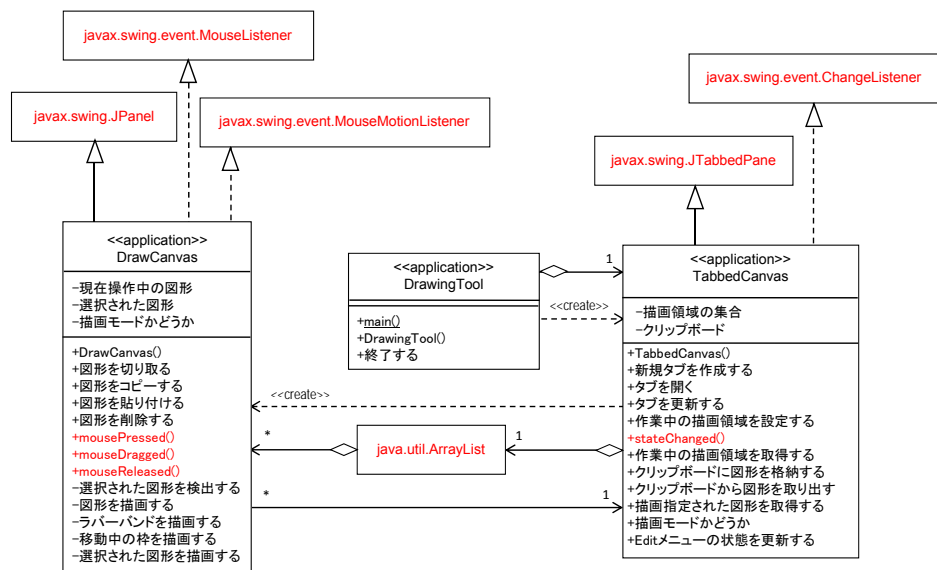 javax.swing.event.MouseListener
javax.swing.JPanel
javax.swing.event.MouseMotionListener
javax.swing.event.ChangeListener
javax.swing.JTabbedPane
<<application>>
DrawCanvas
-現在操作中の図形
-選択された図形
-描画モードかどうか
+DrawCanvas()
+図形を切り取る
+図形をコピーする
+図形を貼り付ける
+図形を削除する
+mousePressed()
+mouseDragged()
+mouseReleased()
-選択された図形を検出する
-図形を描画する
-ラバーバンドを描画する
-移動中の枠を描画する
-選択された図形を描画する
<<application>>
DrawingTool
+main()
+DrawingTool()
+終了する
1
<<create>>
<<application>>
TabbedCanvas
-描画領域の集合
-クリップボード
+TabbedCanvas()
+新規タブを作成する
+タブを開く
+タブを更新する
+作業中の描画領域を設定する
+stateChanged()
+作業中の描画領域を取得する
+クリップボードに図形を格納する
+クリップボードから図形を取り出す
+描画指定された図形を取得する
+描画モードかどうか
+Editメニューの状態を更新する
<<create>>
*
java.util.ArrayList
1
*
1